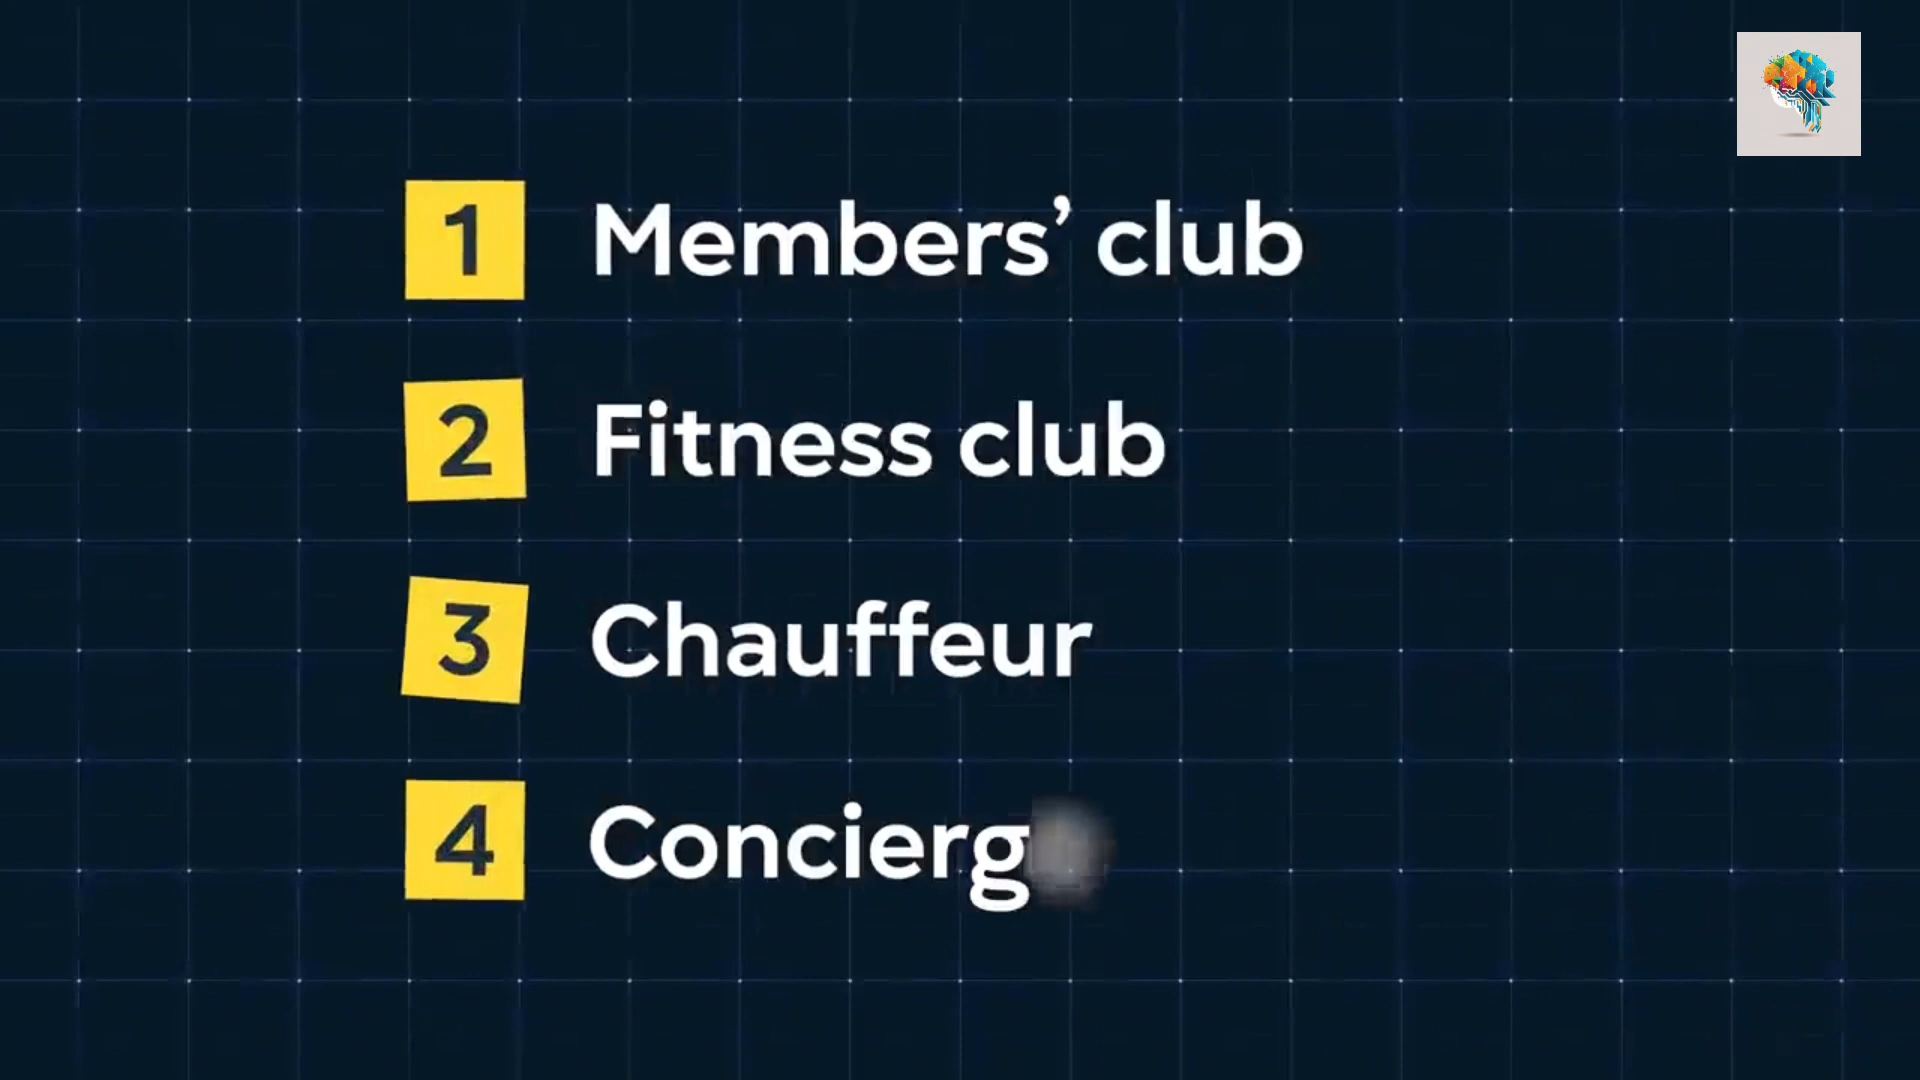 1 Members’ club
2 Fitness club
3 Chauffeur
4 Concierg